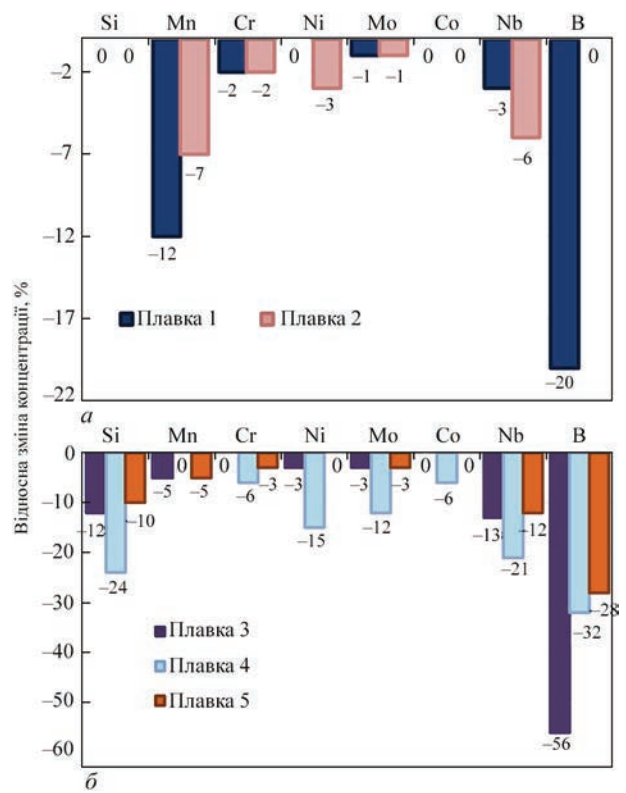 Si Mn Cr Ni Mo Co Nb B
0 0 0 0 0 0
–2
–2 –2 –3 –1 –1 –3 –6
–7
–7
–12
–12
–17
Плавка 1 Плавка 2
–20
–22
Відносна зміна концентрації, %
а
Si Mn Cr Ni Mo Co Nb B
0
0 0 0 0 0 0
–5 –5 –6 –3 –3 –3 –3 –6
–10
–12 –10 –15 –12 –13 –12
–20
–24 –21
–30
–28
–32
Плавка 3
Плавка 4
–40
Плавка 5
–50
–56
–60
б